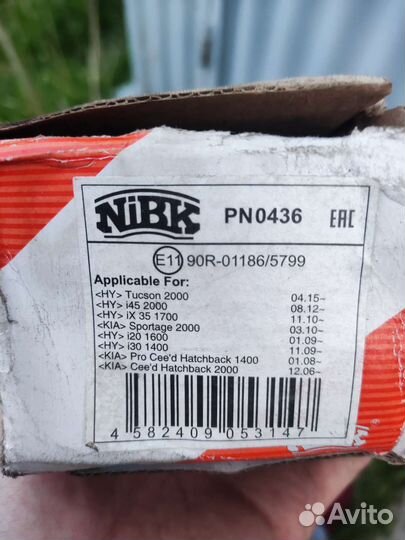 NiBK PN0436 EAC
E11 90R-01186/5799
Applicable For:
<HY> Tucson 2000 04.15~
<HY> i45 2000 08.12~
<HY> iX 35 1700 11.10~
<KIA> Sportage 2000 03.10~
<HY> i20 1600 01.09~
<HY> i30 1400 11.09~
<KIA> Pro Cee'd Hatchback 1400 01.08~
<KIA> Cee'd Hatchback 2000 12.06~
4 582409 053147
Avito